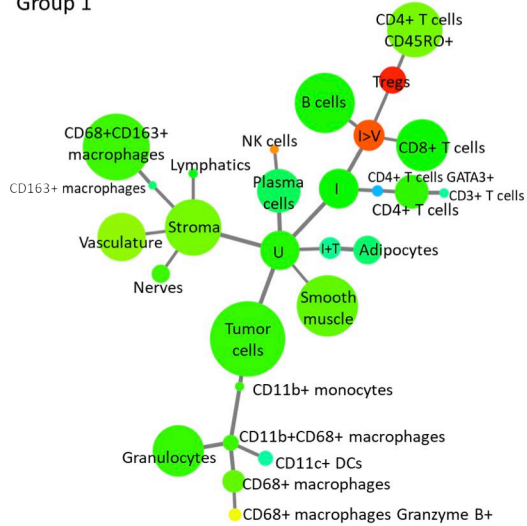 Group 1
CD4+ T cells
CD45RO+
Tregs
B cells
I>V
CD8+ T cells
CD68+CD163+
macrophages
NK cells
Lymphatics
CD4+ T cells GATA3+
CD163+ macrophages
Plasma
cells
I
CD3+ T cells
CD4+ T cells
Stroma
Vasculature
U
I+T
Adipocytes
Nerves
Smooth
muscle
Tumor
cells
CD11b+ monocytes
CD11b+CD68+ macrophages
Granulocytes
CD11c+ DCs
CD68+ macrophages
CD68+ macrophages Granzyme B+